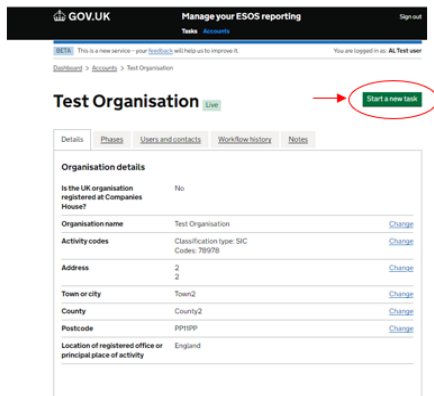 GOV.UK
Manage your ESOS reporting
Sign out
Tasks Accounts
BETA This is a new service – your feedback will help us to improve it.
You are logged in as: AL Test user
Dashboard > Accounts > Test Organisation
Test Organisation Live
Start a new task
Details Phases Users and contacts Workflow history Notes
Organisation details
Is the UK organisation
registered at Companies
House?
No
Organisation name Test Organisation Change
Activity codes Classification type: SIC
Codes: 78978
Change
Address 2
2
Change
Town or city Town2 Change
County County2 Change
Postcode PP11PP Change
Location of registered office or
principal place of activity
England